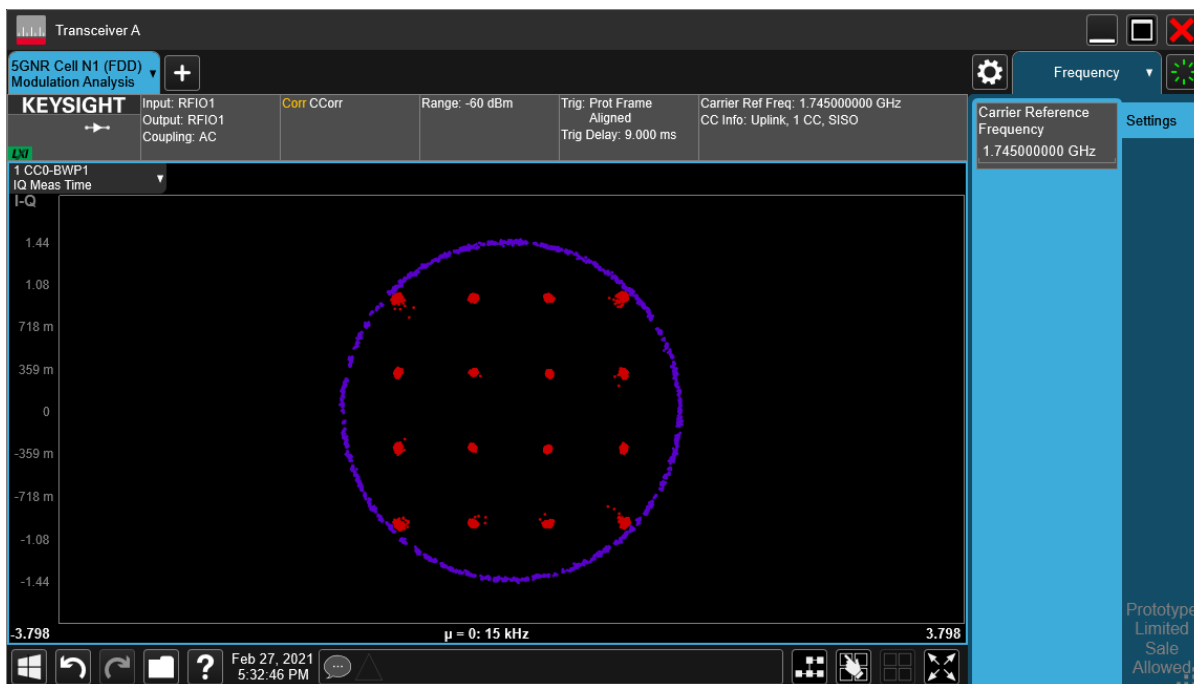 Transceiver A
5GNR Cell N1 (FDD)
Modulation Analysis
Frequency
KEYSIGHT
LXI
Input: RFIO1
Output: RFIO1
Coupling: AC
Corr CCorr
Range: -60 dBm
Trig: Prot Frame
Aligned
Trig Delay: 9.000 ms
Carrier Ref Freq: 1.745000000 GHz
CC Info: Uplink, 1 CC, SISO
Carrier Reference
Frequency
1.745000000 GHz
Settings
1 CC0-BWP1
IQ Meas Time
I-Q
1.44
1.08
718 m
359 m
0
-359 m
-718 m
-1.08
-1.44
-3.798
µ = 0: 15 kHz
3.798
Prototype
Limited
Sale
Allowed
?
Feb 27, 2021
5:32:46 PM